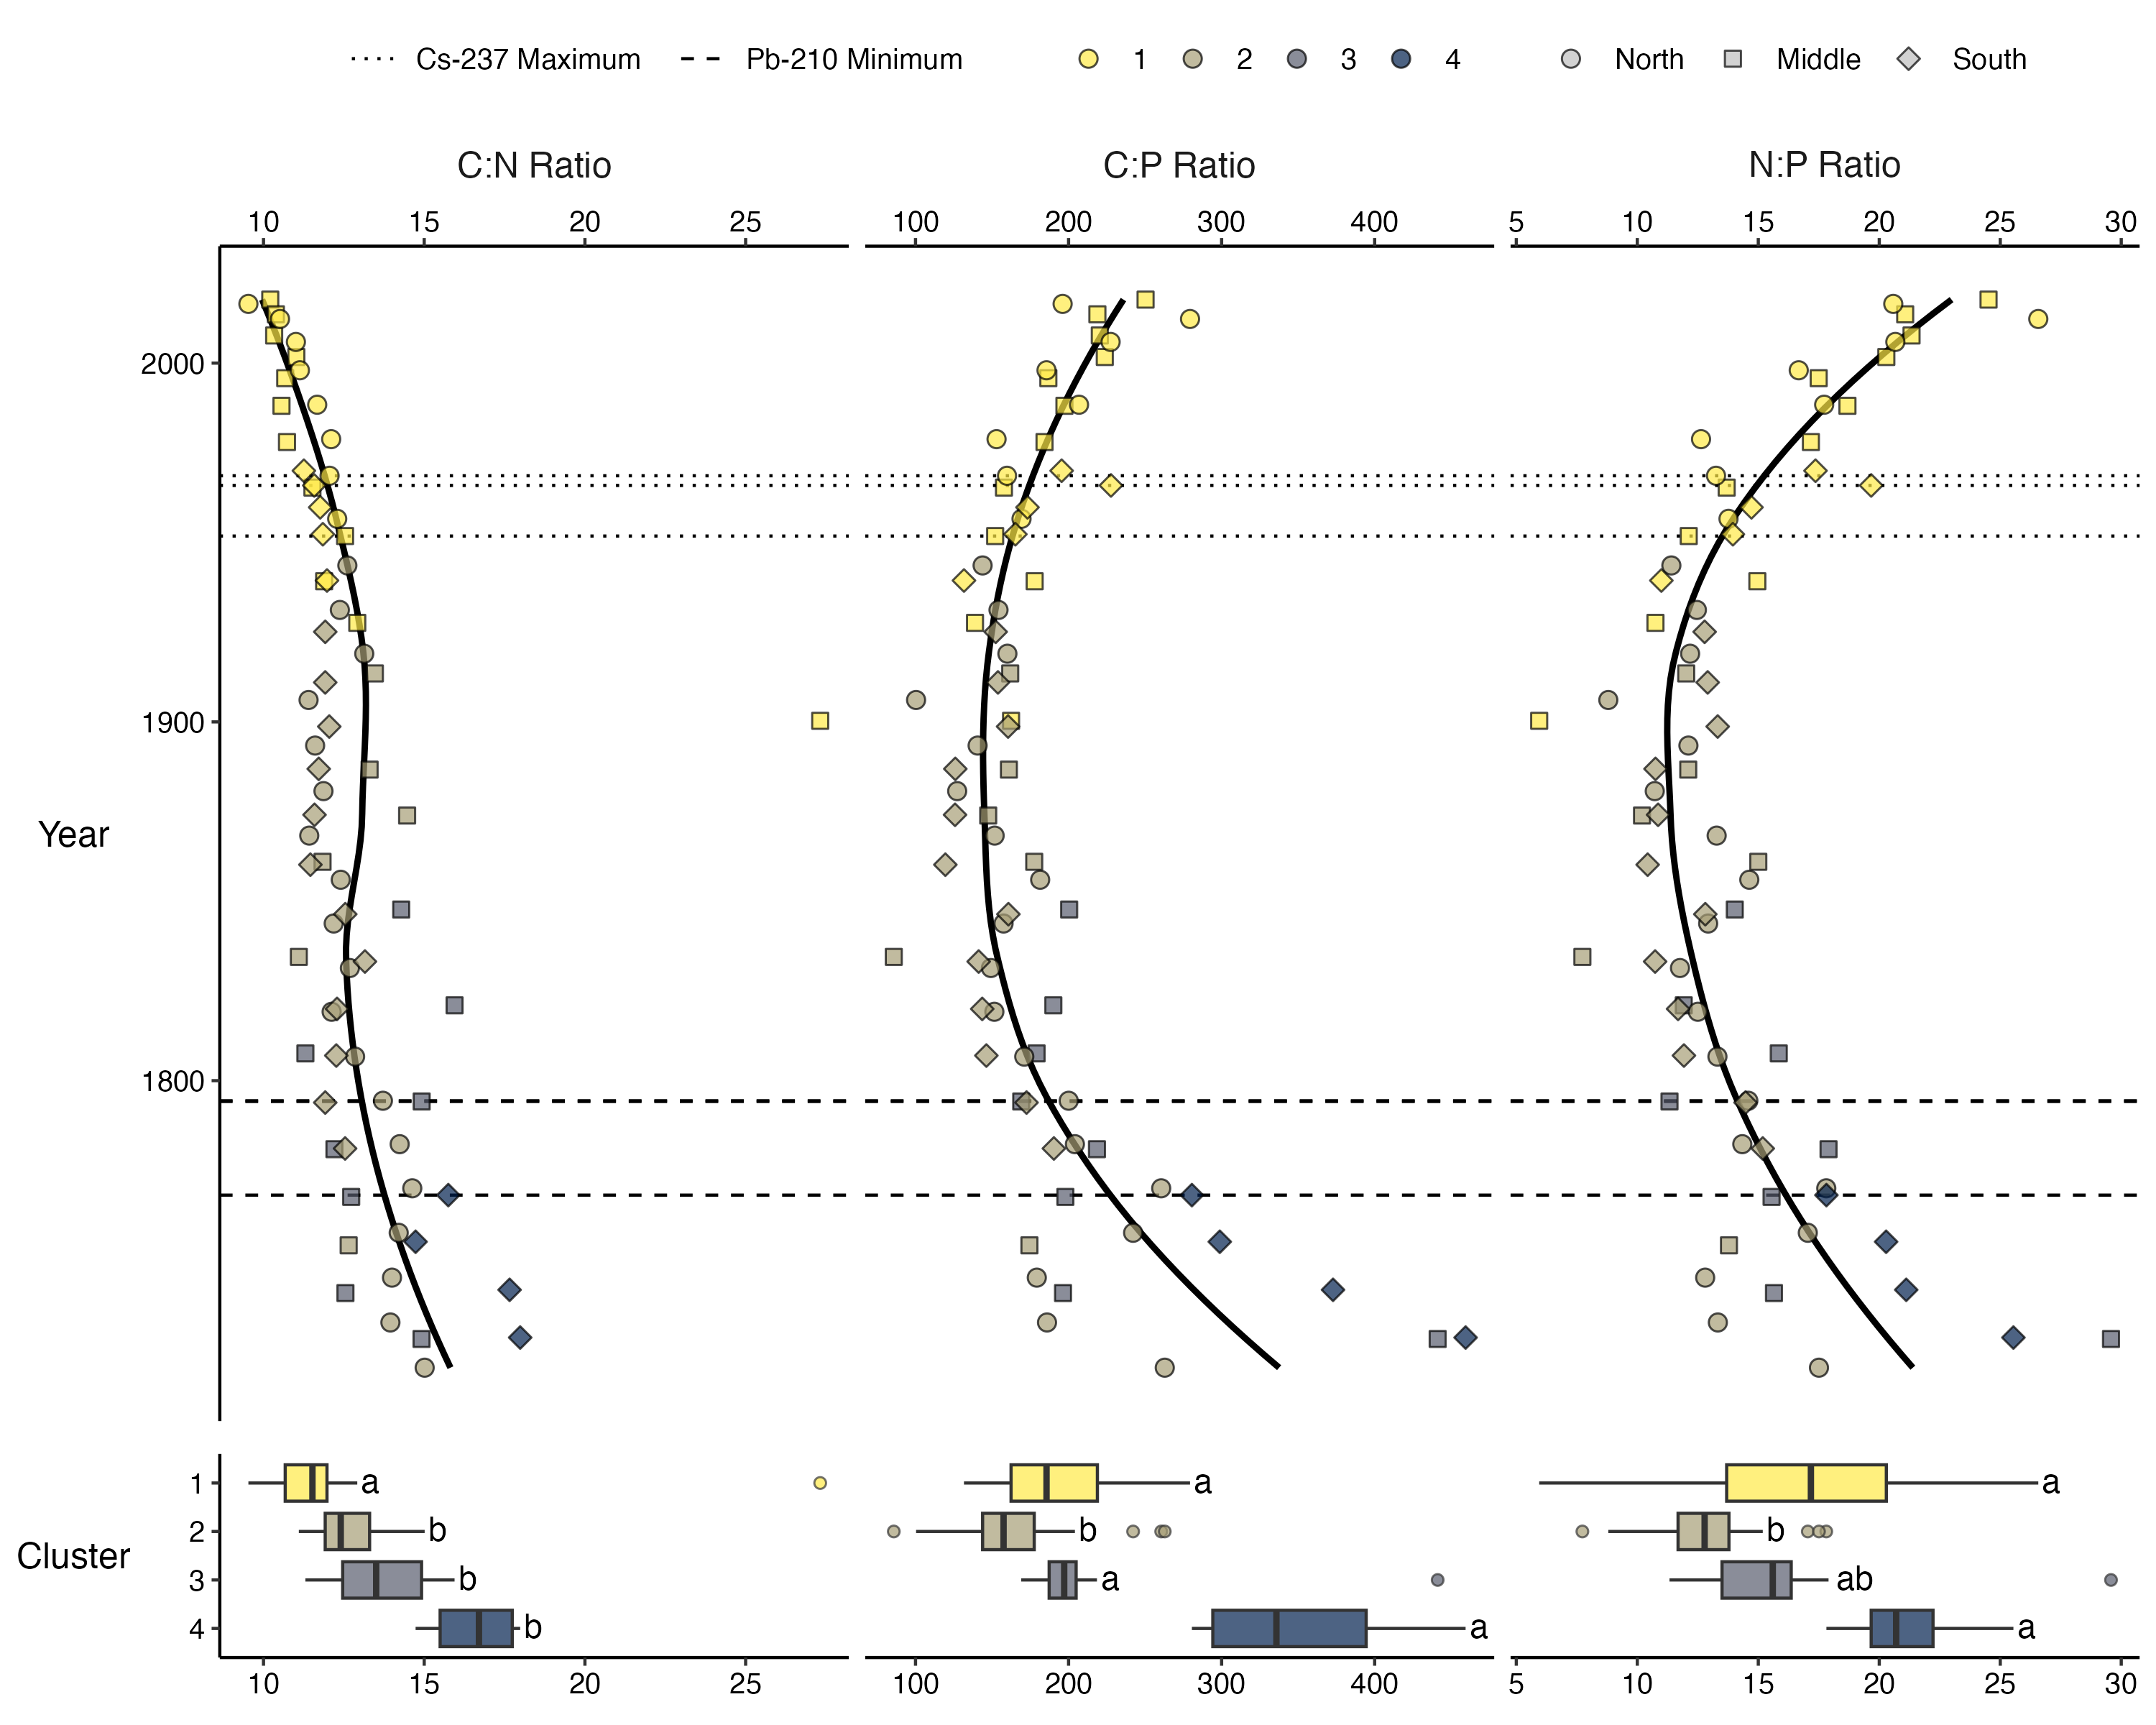 Cs-237 Maximum Pb-210 Minimum 1 2 3 4 North Middle South
C:N Ratio C:P Ratio N:P Ratio
10 15 20 25 100 200 300 400 5 10 15 20 25 30
2000
1900
Year
1800
1 a a a
2 b b b
Cluster
3 b a ab
4 b a a
10 15 20 25 100 200 300 400 5 10 15 20 25 30